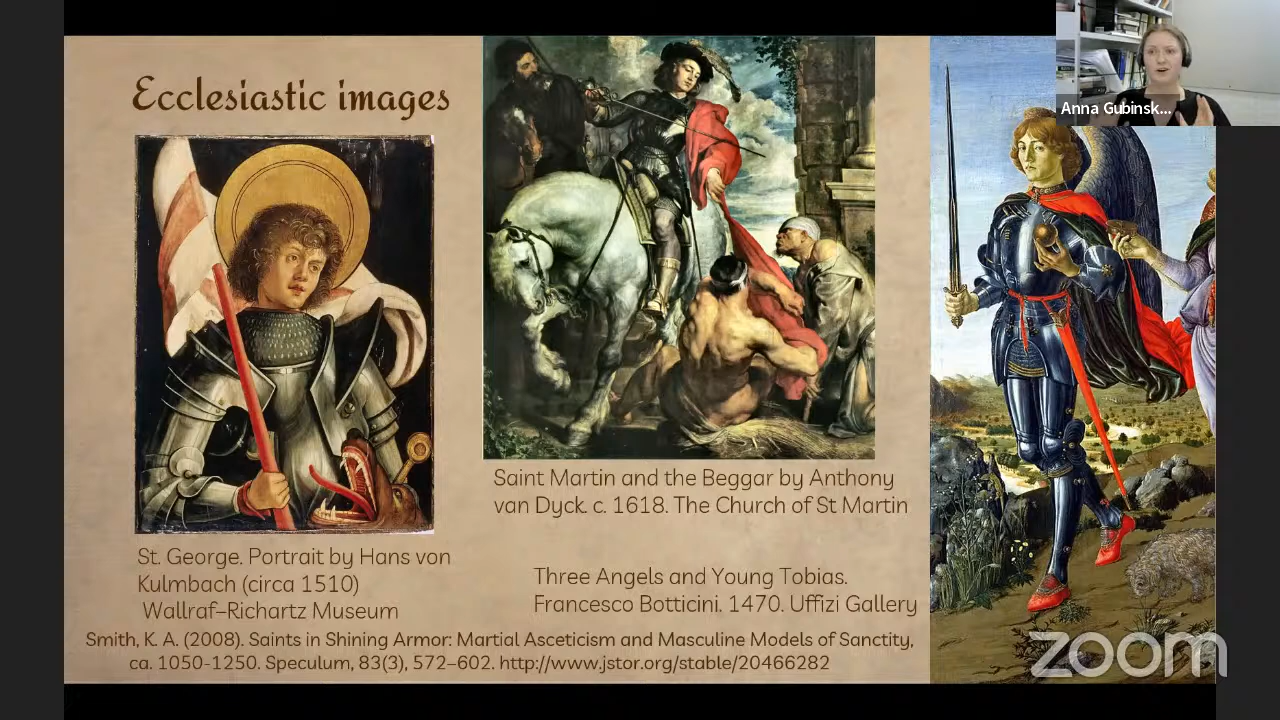 Ecclesiastic images
St. George. Portrait by Hans von
Kulmbach (circa 1510)
Wallraf–Richartz Museum
Saint Martin and the Beggar by Anthony
van Dyck. c. 1618. The Church of St Martin
Three Angels and Young Tobias.
Francesco Botticini. 1470. Uffizi Gallery
Smith, K. A. (2008). Saints in Shining Armor: Martial Asceticism and Masculine Models of Sanctity,
ca. 1050-1250. Speculum, 83(3), 572–602. http://www.jstor.org/stable/20466282
Anna Gubinsk...
zoom